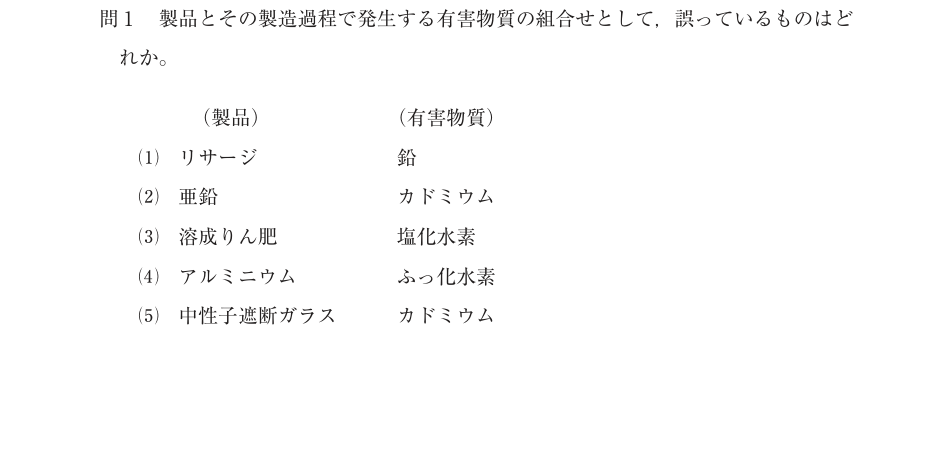 問１　製品とその製造過程で発生する有害物質の組合せとして，誤っているものはど
れか。
（製品）　（有害物質）
⑴　リサージ　鉛
⑵　亜鉛　カドミウム
⑶　溶成りん肥　塩化水素
⑷　アルミニウム　ふっ化水素
⑸　中性子遮断ガラス　カドミウム